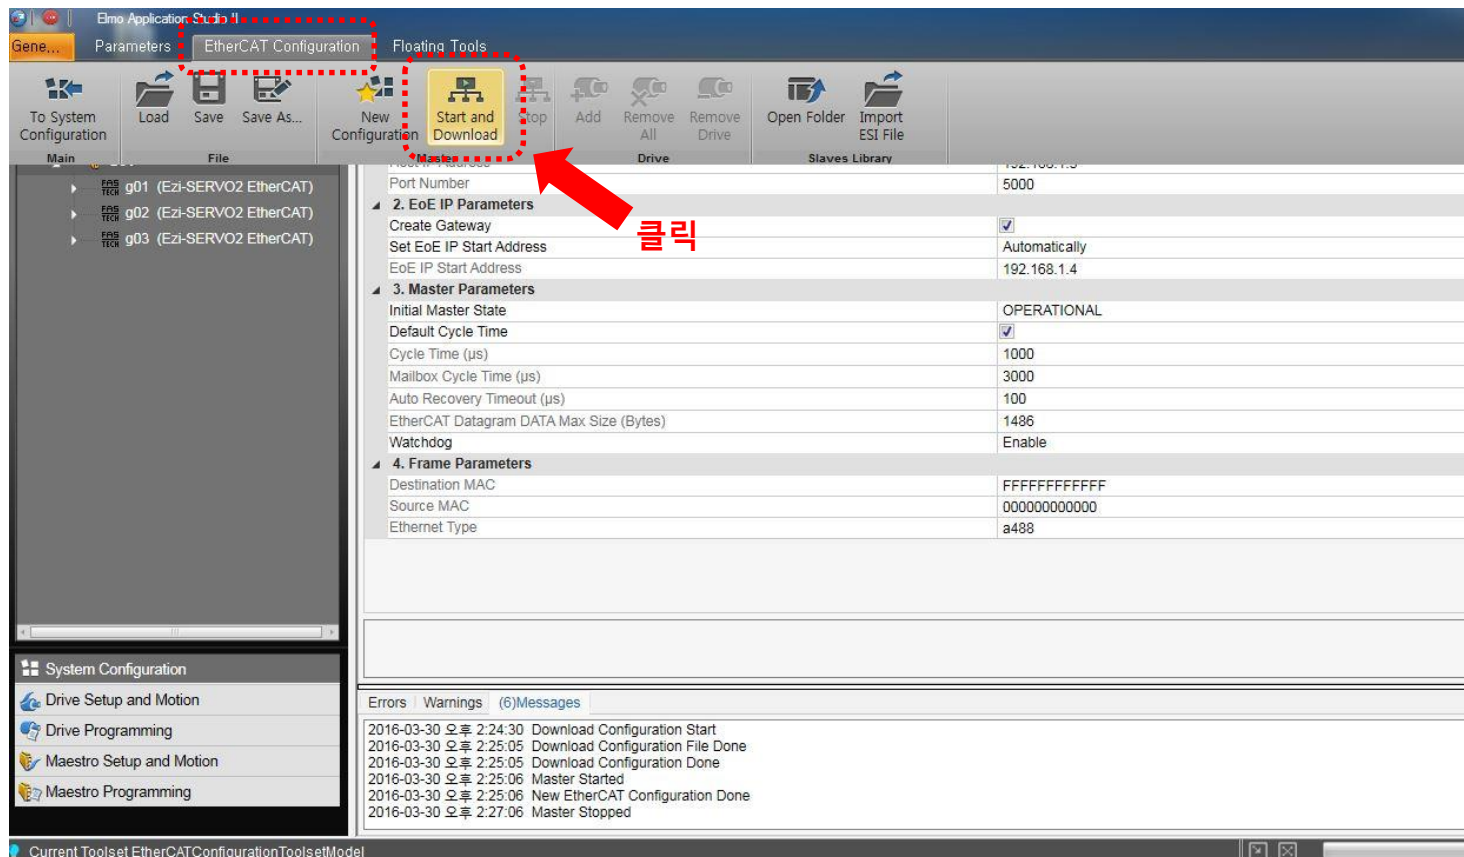 Elmo Application Studio II
Gene...
Parameters
EtherCAT Configuration
Floating Tools
To System
Configuration
Load
Save
Save As...
New
Configuration
Start and
Download
Stop
Add
Remove
All
Remove
Drive
Open Folder
Import
ESI File
Main
File
Master
Drive
Slaves Library
g01 (Ezi-SERVO2 EtherCAT)
g02 (Ezi-SERVO2 EtherCAT)
g03 (Ezi-SERVO2 EtherCAT)
클릭
Host IP Address 192.168.1.3
Port Number 5000
2. EoE IP Parameters
Create Gateway
Set EoE IP Start Address Automatically
EoE IP Start Address 192.168.1.4
3. Master Parameters
Initial Master State OPERATIONAL
Default Cycle Time
Cycle Time (µs) 1000
Mailbox Cycle Time (µs) 3000
Auto Recovery Timeout (µs) 100
EtherCAT Datagram DATA Max Size (Bytes) 1486
Watchdog Enable
4. Frame Parameters
Destination MAC FFFFFFFFFFFF
Source MAC 000000000000
Ethernet Type a488
System Configuration
Drive Setup and Motion
Drive Programming
Maestro Setup and Motion
Maestro Programming
Errors
Warnings
(6)Messages
2016-03-30 오후 2:24:30 Download Configuration Start
2016-03-30 오후 2:25:05 Download Configuration File Done
2016-03-30 오후 2:25:05 Download Configuration Done
2016-03-30 오후 2:25:06 Master Started
2016-03-30 오후 2:25:06 New EtherCAT Configuration Done
2016-03-30 오후 2:27:06 Master Stopped
Current Toolset EtherCATConfigurationToolsetModel